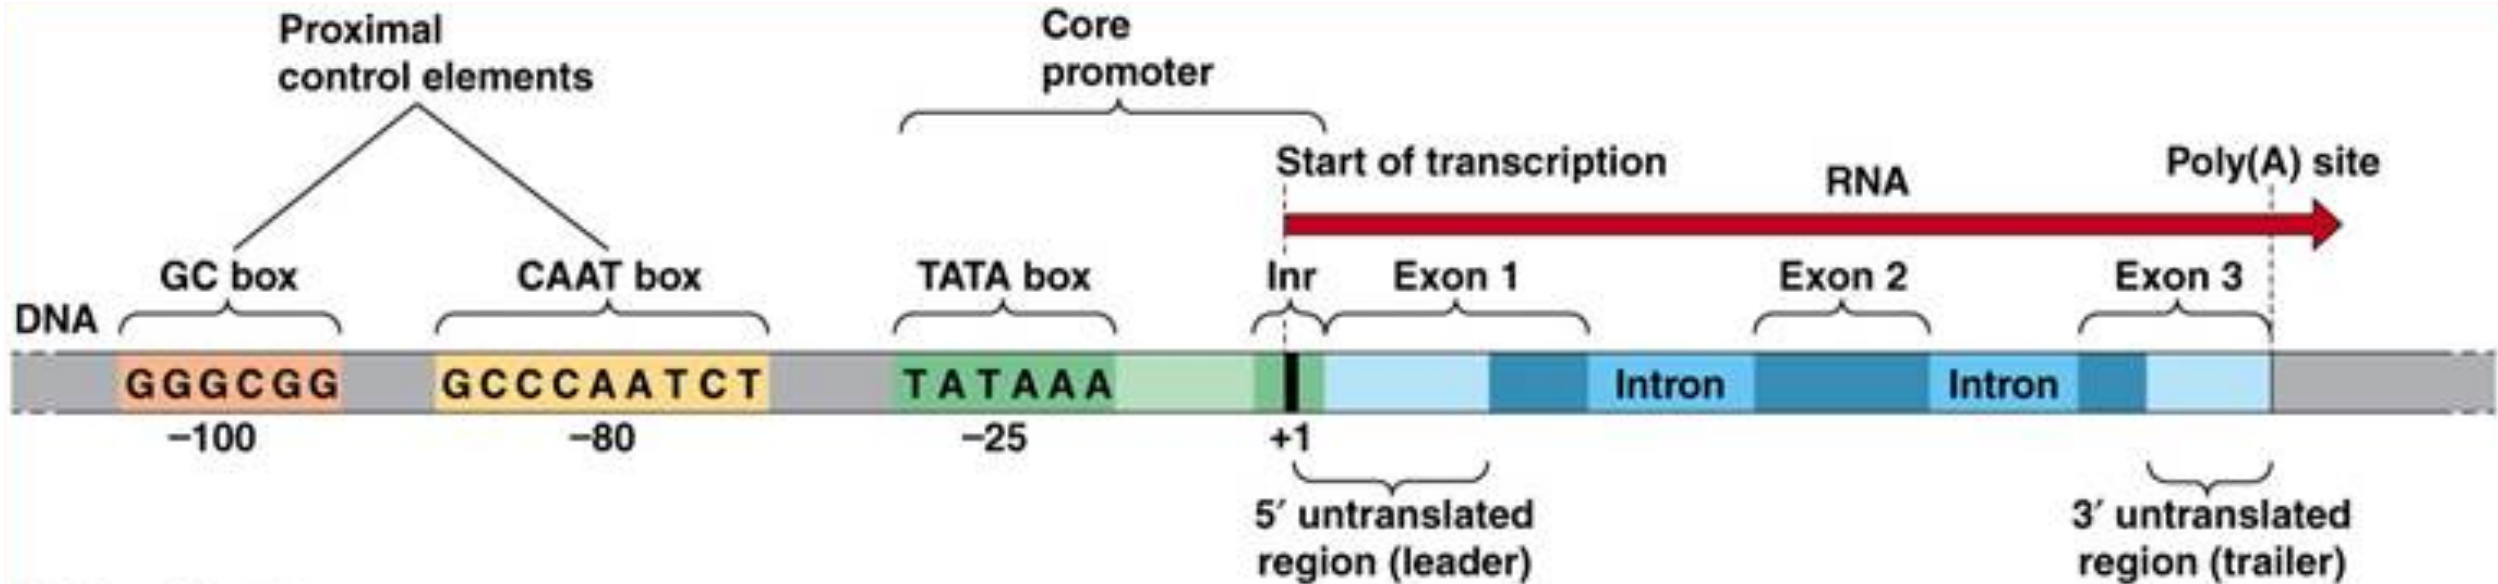 Proximal
control elements
Core
promoter
Start of transcription
RNA
Poly(A) site
GC box
CAAT box
TATA box
Inr
Exon 1
Exon 2
Exon 3
DNA
GGGCGG
GCCCAATCT
TATAAA
Intron
Intron
–100
–80
–25
+1
5′ untranslated
region (leader)
3′ untranslated
region (trailer)